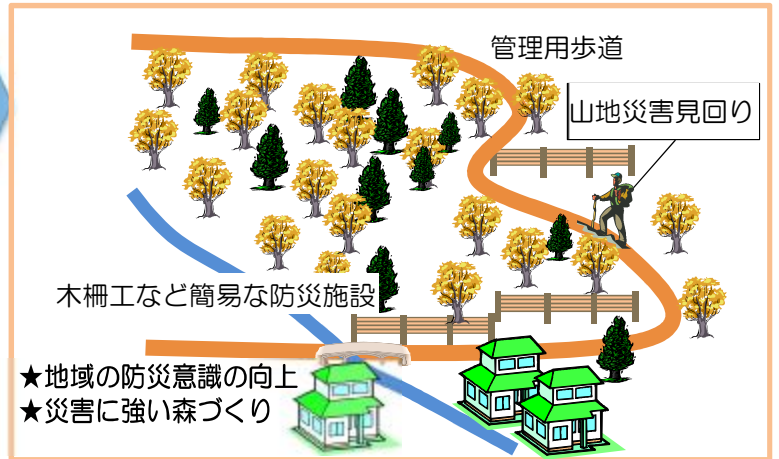 管理用歩道
山地災害見回り
木柵工など簡易な防災施設
★地域の防災意識の向上
★災害に強い森づくり